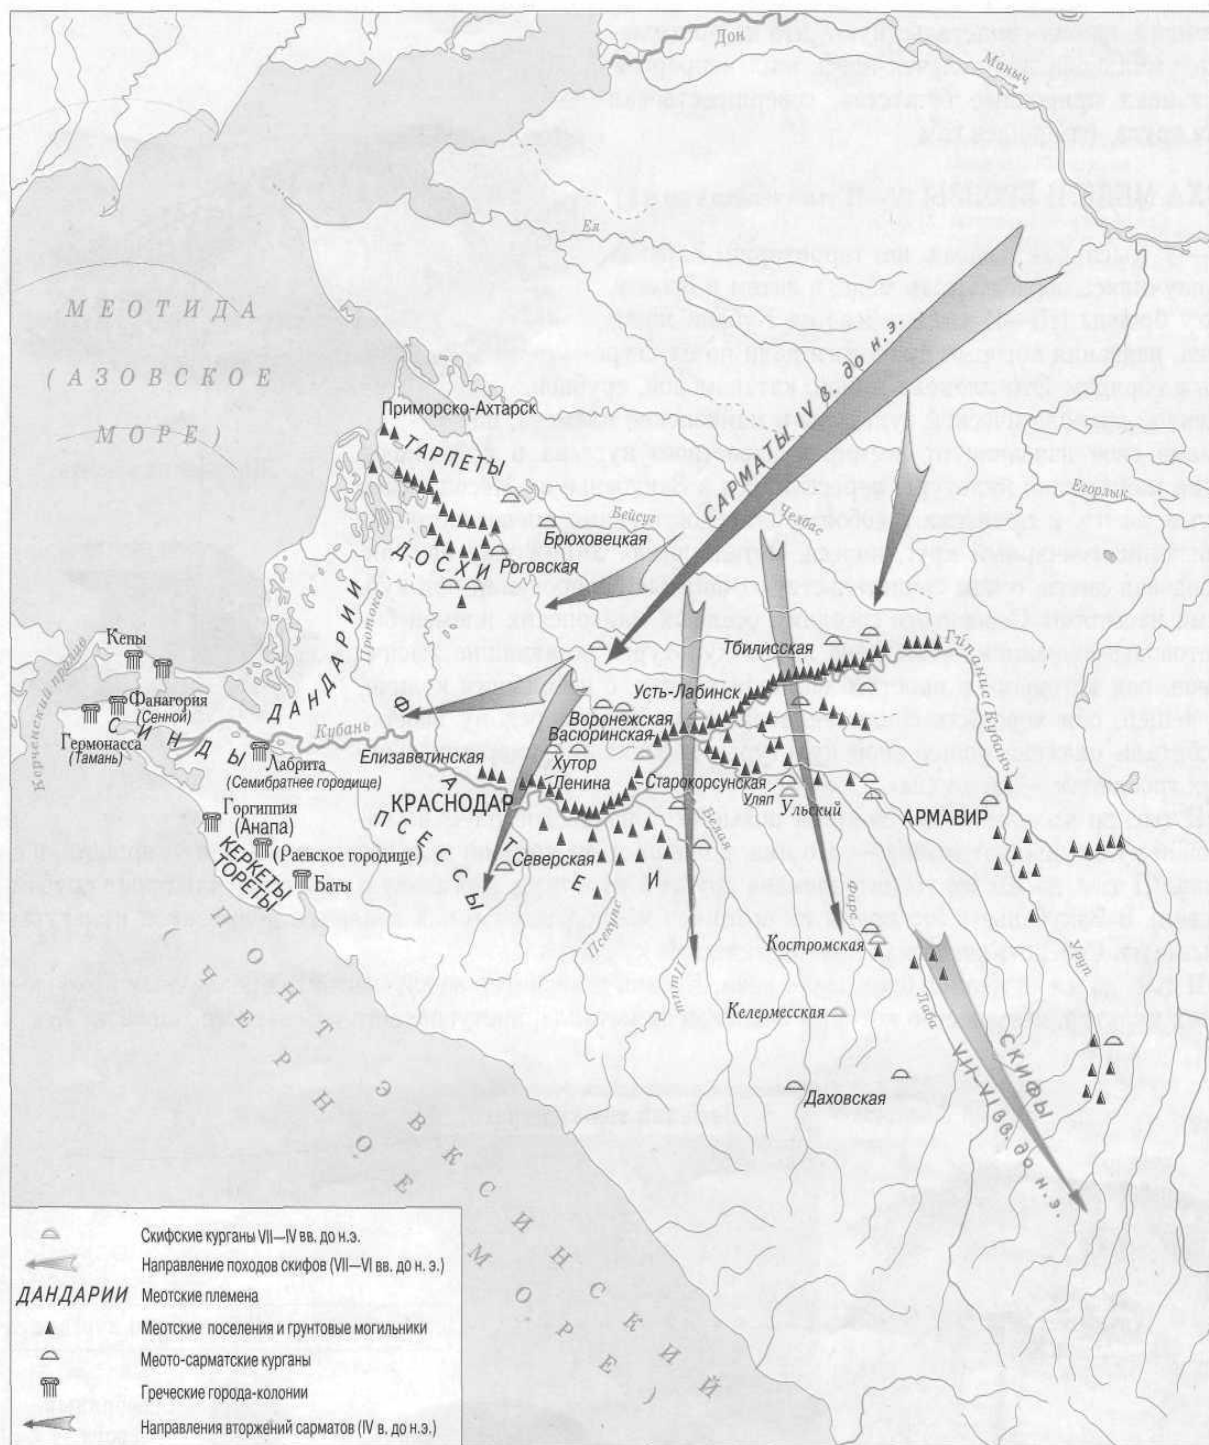 Дон
Маныч
Ея
МЕОТИДА
(АЗОВСКОЕ
МОРЕ)
САРМАТЫ IV в. до н.э.
Приморско-Ахтарск
ТАРПЕТЫ
Егорлык
Бейсуг
Челбас
Брюховецкая
ДОСХИ
Роговская
Протока
ДАНДАРИИ
Керченский пролив
Кепы
Тбилисская
Гипанис (Кубань)
Усть-Лабинск
Фанагория
(Сенной)
СИНДЫ
Гермонасса
(Тамань)
Кубань
Воронежская
Васюринская
Лабрита
(Семибратнее городище)
Елизаветинская
Хутор
Ленина
Старокорсунская
Уляп
Ульский
КРАСНОДАР
АРМАВИР
Горгиппия
(Анапа)
ФАТЕИ
ПСЕССЫ
Белая
Северская
(Раевское городище)
КЕРКЕТЫ
ТОРЕТЫ
Баты
Фарс
Псекупс
Костромская
Уруп
Пшиш
Лаба
Келермесская
СКИФЫ
VII-VI ВВ. ДО Н.Э.
Даховская
ПОНТ ЭВКСИНСКИЙ
(ЧЕРНОЕ МОРЕ)
Скифские курганы VII—IV вв. до н.э.
Направление походов скифов (VII—VI вв. до н. э.)
ДАНДАРИИ Меотские племена
Меотские поселения и грунтовые могильники
Меото-сарматские курганы
Греческие города-колонии
Направления вторжений сарматов (IV в. до н.э.)